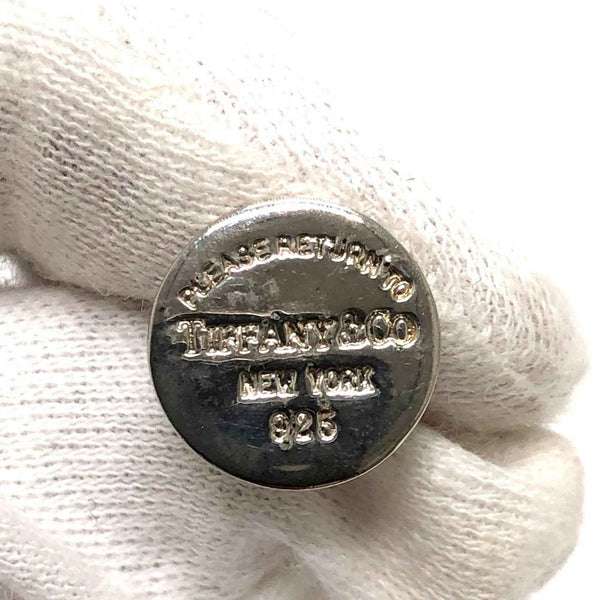 PLEASE RETURN TO
TIFFANY & CO
NEW YORK
925